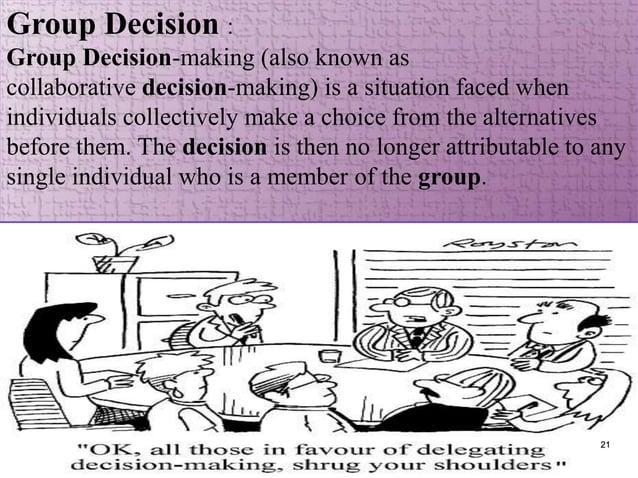 Group Decision :
Group Decision-making (also known as
collaborative decision-making) is a situation faced when
individuals collectively make a choice from the alternatives
before them. The decision is then no longer attributable to any
single individual who is a member of the group.
Royston
"OK, all those in favour of delegating
decision-making, shrug your shoulders"
21